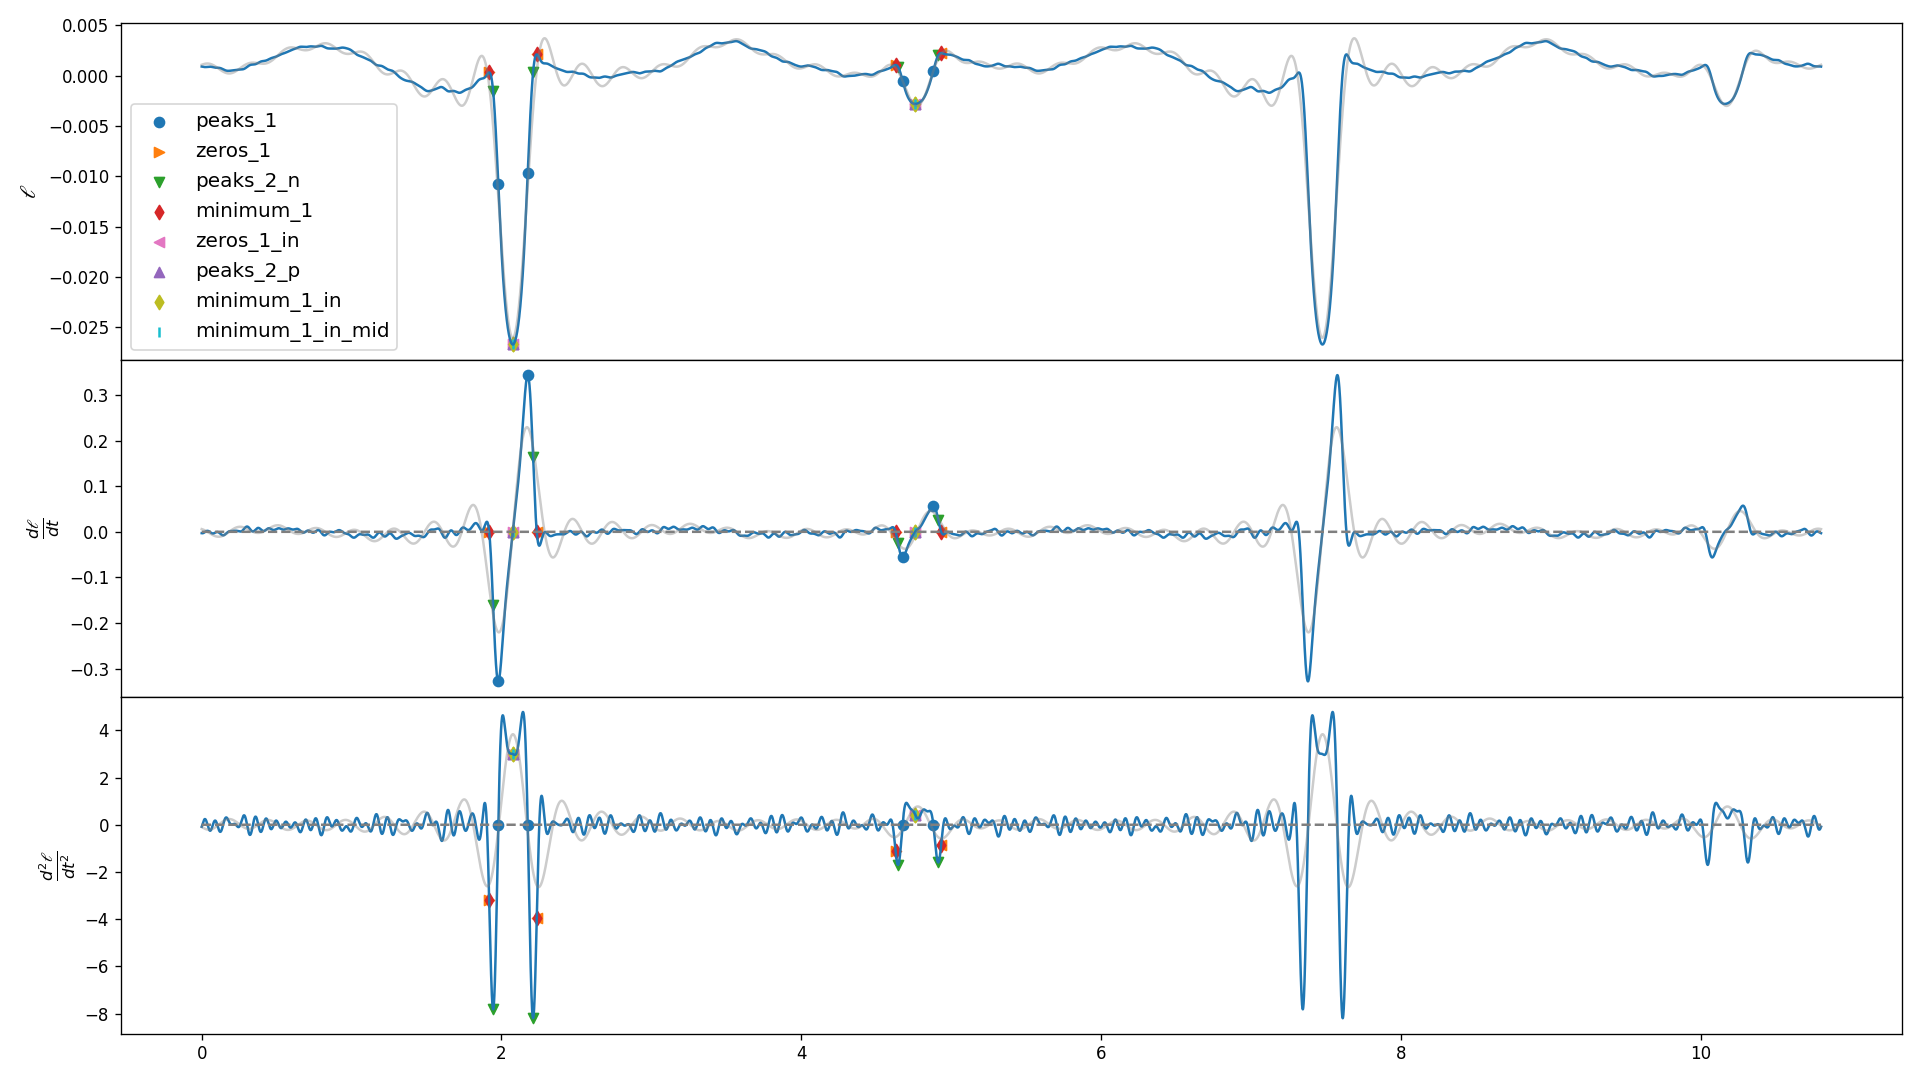 0.005
0.000
−0.005
−0.010
−0.015
−0.020
−0.025
ℓ
peaks_1
zeros_1
peaks_2_n
minimum_1
zeros_1_in
peaks_2_p
minimum_1_in
minimum_1_in_mid
0.3
0.2
0.1
0.0
−0.1
−0.2
−0.3
dℓ/dt
4
2
0
−2
−4
−6
−8
d²ℓ/dt²
0 2 4 6 8 10